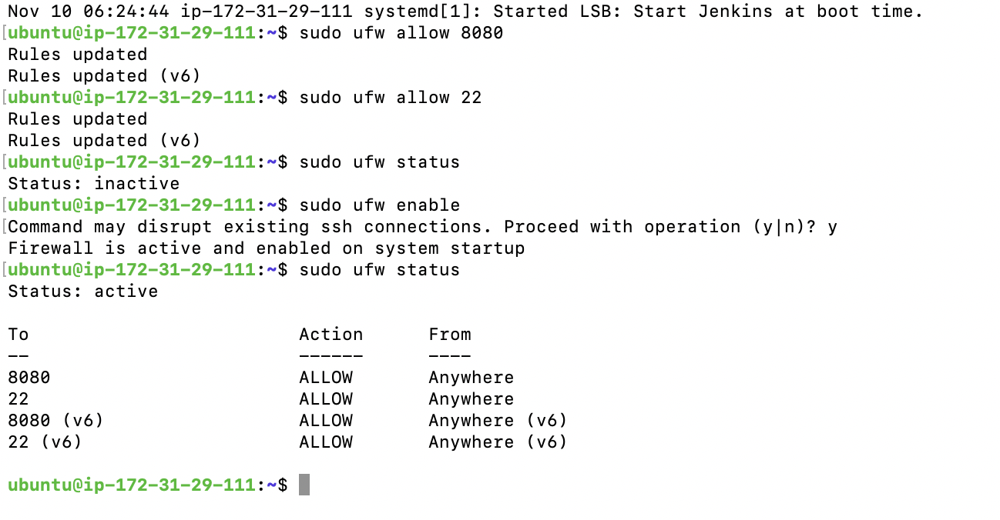 Nov 10 06:24:44 ip-172-31-29-111 systemd[1]: Started LSB: Start Jenkins at boot time.
[ubuntu@ip-172-31-29-111:~$ sudo ufw allow 8080
Rules updated
Rules updated (v6)
[ubuntu@ip-172-31-29-111:~$ sudo ufw allow 22
Rules updated
Rules updated (v6)
[ubuntu@ip-172-31-29-111:~$ sudo ufw status
Status: inactive
[ubuntu@ip-172-31-29-111:~$ sudo ufw enable
[Command may disrupt existing ssh connections. Proceed with operation (y|n)? y
Firewall is active and enabled on system startup
[ubuntu@ip-172-31-29-111:~$ sudo ufw status
Status: active
To Action From
-- ------ ----
8080 ALLOW Anywhere
22 ALLOW Anywhere
8080 (v6) ALLOW Anywhere (v6)
22 (v6) ALLOW Anywhere (v6)
ubuntu@ip-172-31-29-111:~$